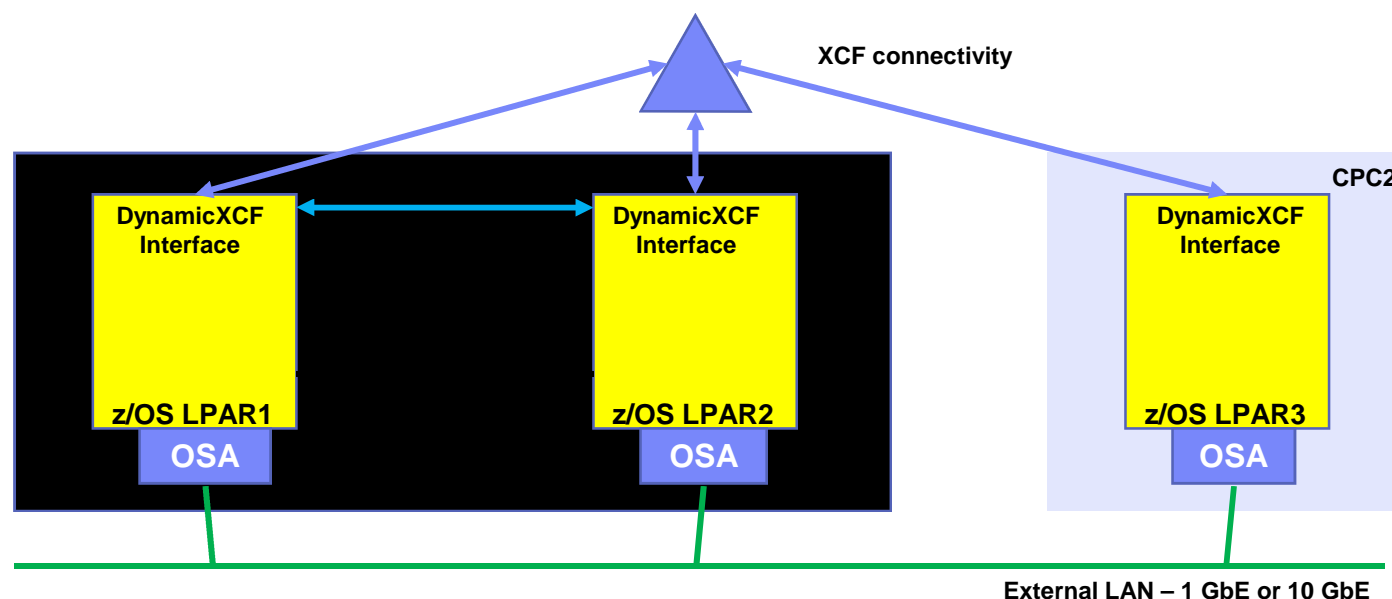 XCF connectivity
CPC2
DynamicXCF
Interface
DynamicXCF
Interface
DynamicXCF
Interface
z/OS LPAR1
z/OS LPAR2
z/OS LPAR3
OSA
OSA
OSA
External LAN – 1 GbE or 10 GbE